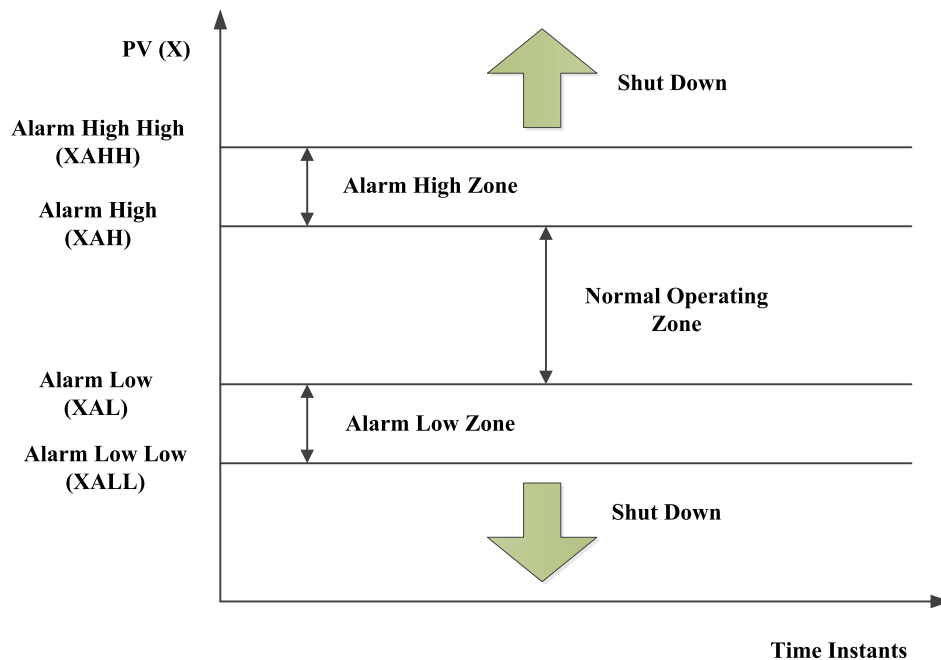 PV (X)
Shut Down
Alarm High High
(XAHH)
Alarm High Zone
Alarm High
(XAH)
Normal Operating
Zone
Alarm Low
(XAL)
Alarm Low Zone
Alarm Low Low
(XALL)
Shut Down
Time Instants